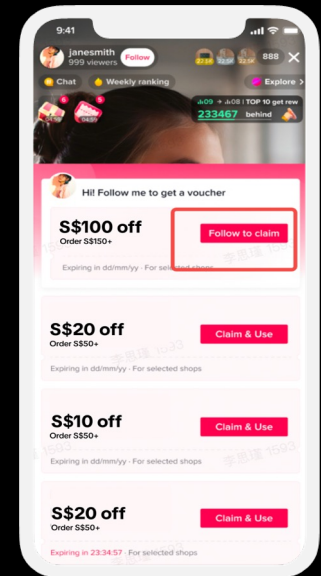 9:41
janesmith
999 viewers
Follow
888
Chat
Weekly ranking
Explore
TOP 10 get rew
233467 behind
Hi! Follow me to get a voucher
S$100 off
Order S$150+
Follow to claim
Expiring in dd/mm/yy · For selected shops
S$20 off
Order S$50+
Claim & Use
Expiring in dd/mm/yy · For selected shops
S$10 off
Order S$50+
Claim & Use
Expiring in dd/mm/yy · For selected shops
S$20 off
Order S$50+
Claim & Use
Expiring in 23:34:57 · For selected shops